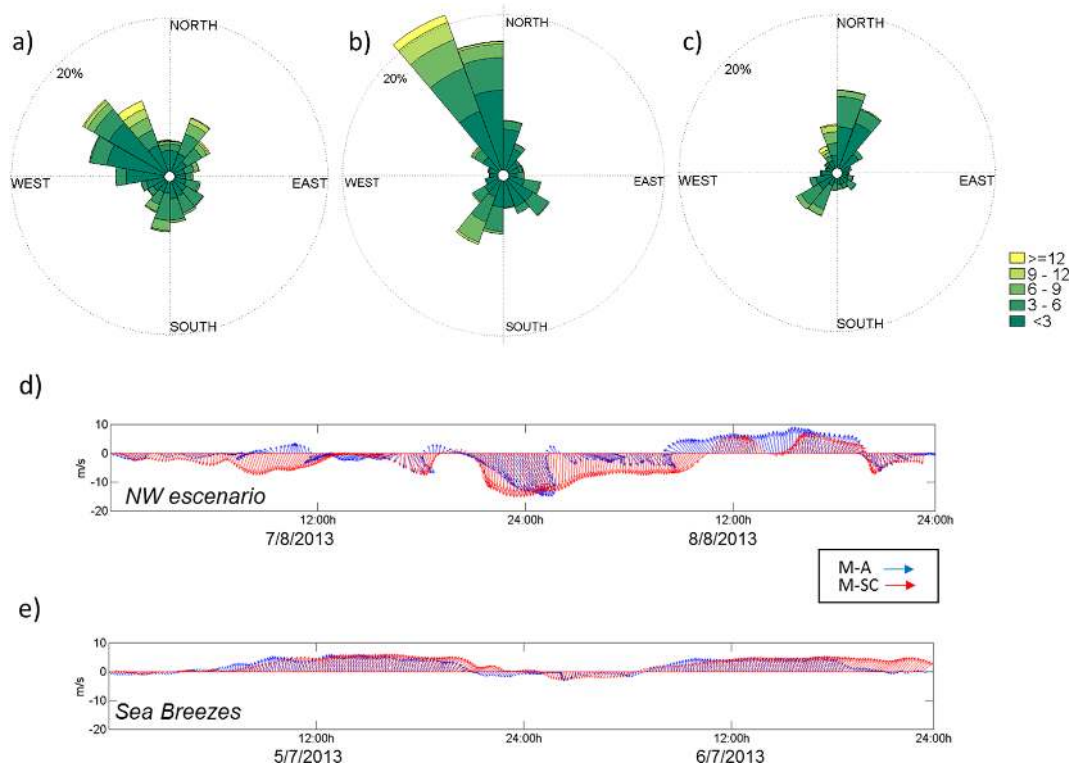 a)
NORTH
20%
WEST
EAST
SOUTH
b)
NORTH
20%
WEST
EAST
SOUTH
c)
NORTH
20%
WEST
EAST
SOUTH
>=12
9 - 12
6 - 9
3 - 6
<3
d)
10
0
-10
-20
m/s
NW escenario
12:00h
24:00h
12:00h
24:00h
7/8/2013
8/8/2013
M-A
M-SC
e)
10
0
-10
-20
m/s
Sea Breezes
12:00h
24:00h
12:00h
24:00h
5/7/2013
6/7/2013